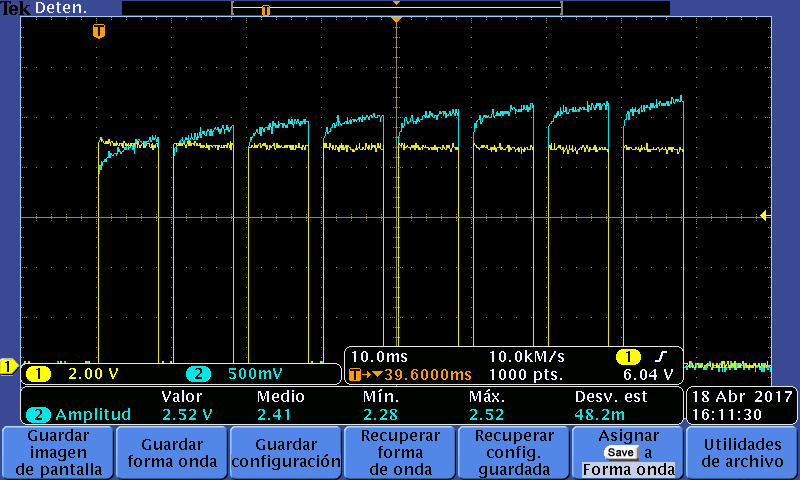 Tek Deten.
T
T
1
1 2.00 V 2 500mV
10.0ms 10.0kM/s 1
T→▼39.6000ms 1000 pts. 6.04 V
Valor Medio Mín. Máx. Desv. est
2 Amplitud 2.52 V 2.41 2.28 2.52 48.2m
18 Abr 2017
16:11:30
Guardar
imagen
de pantalla
Guardar
forma onda
Guardar
configuración
Recuperar
forma
de onda
Recuperar
config.
guardada
Asignar
Save a
Forma onda
Utilidades
de archivo